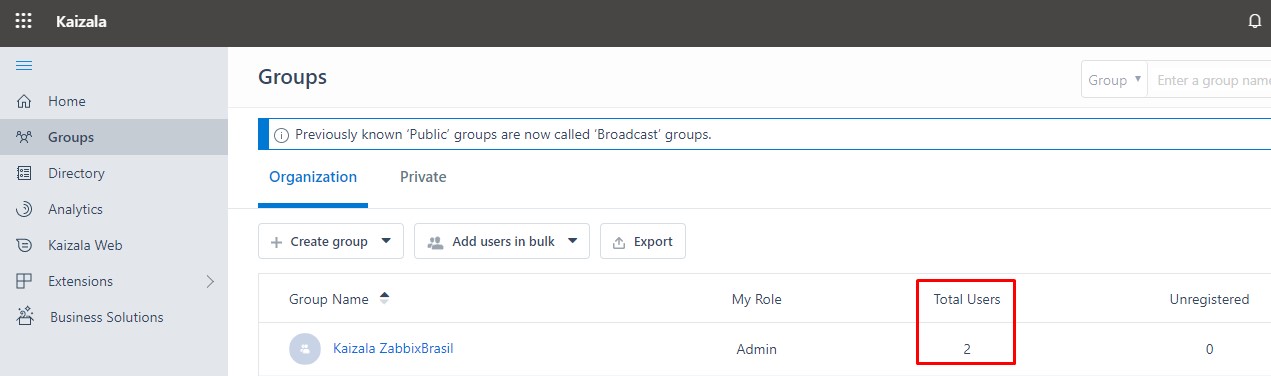 Kaizala
Home
Groups
Directory
Analytics
Kaizala Web
Extensions
Business Solutions
Groups
Group Enter a group name
Previously known ‘Public’ groups are now called ‘Broadcast’ groups.
Organization Private
Create group Add users in bulk Export
Group Name My Role Total Users Unregistered
Kaizala ZabbixBrasil Admin 2 0